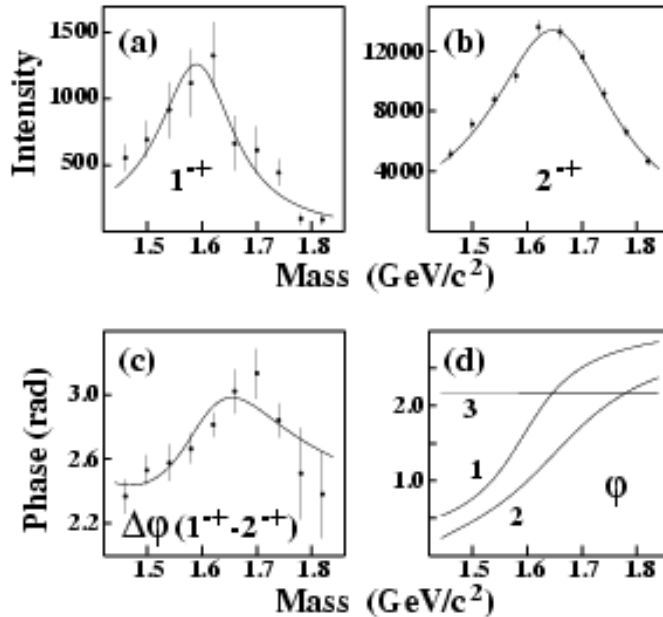 1500
1000
500
Intensity
(a)
1⁻⁺
12000
8000
4000
(b)
2⁻⁺
1.5 1.6 1.7 1.8
1.5 1.6 1.7 1.8
Mass (GeV/c²)
3.0
2.6
2.2
Phase (rad)
(c)
Δφ (1⁻⁺-2⁻⁺)
2.0
1.0
(d)
3
1
2
φ
1.5 1.6 1.7 1.8
1.5 1.6 1.7 1.8
Mass (GeV/c²)